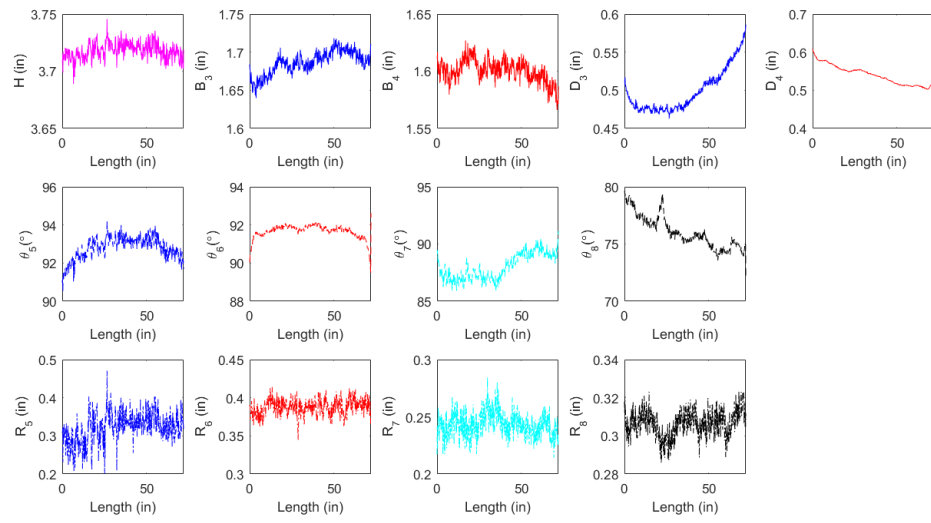 3.75
3.7
3.65
H (in)
0
50
Length (in)
1.75
1.7
1.65
1.6
B3 (in)
0
50
Length (in)
1.65
1.6
1.55
B4 (in)
0
50
Length (in)
0.6
0.55
0.5
0.45
D3 (in)
0
50
Length (in)
0.7
0.6
0.5
0.4
D4 (in)
0
50
Length (in)
96
94
92
90
θ5(°)
0
50
Length (in)
94
92
90
88
θ6(°)
0
50
Length (in)
95
90
85
θ7(°)
0
50
Length (in)
80
75
70
θ8(°)
0
50
Length (in)
0.5
0.4
0.3
0.2
R5 (in)
0
50
Length (in)
0.45
0.4
0.35
0.3
R6 (in)
0
50
Length (in)
0.3
0.25
0.2
R7 (in)
0
50
Length (in)
0.34
0.32
0.3
0.28
R8 (in)
0
50
Length (in)